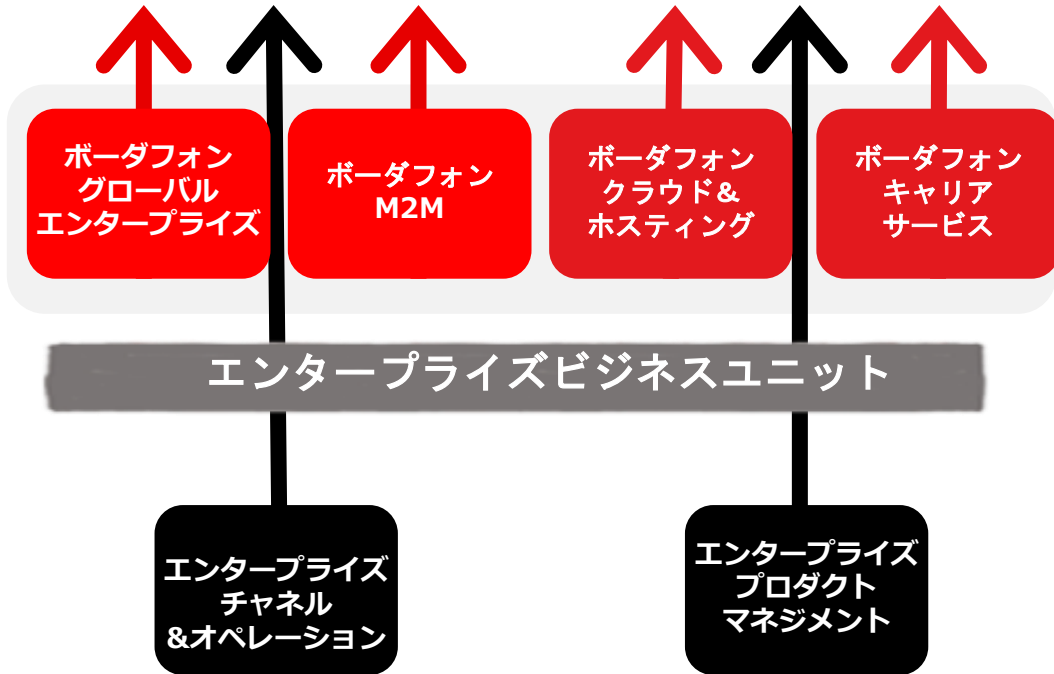 ボーダフォン
グローバル
エンタープライズ
ボーダフォン
M2M
ボーダフォン
クラウド&
ホスティング
ボーダフォン
キャリア
サービス
エンタープライズビジネスユニット
エンタープライズ
チャネル
&オペレーション
エンタープライズ
プロダクト
マネジメント